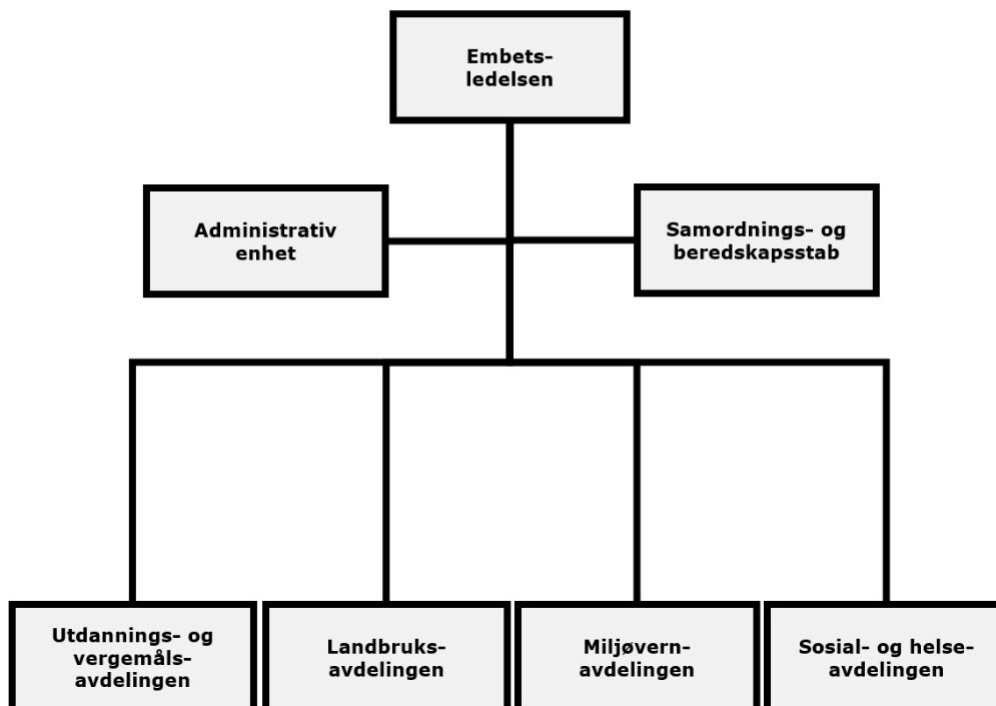 Embets-
ledelsen
Administrativ
enhet
Samordnings- og
beredskapsstab
Utdannings- og
vergemåls-
avdelingen
Landbruks-
avdelingen
Miljøvern-
avdelingen
Sosial- og helse-
avdelingen